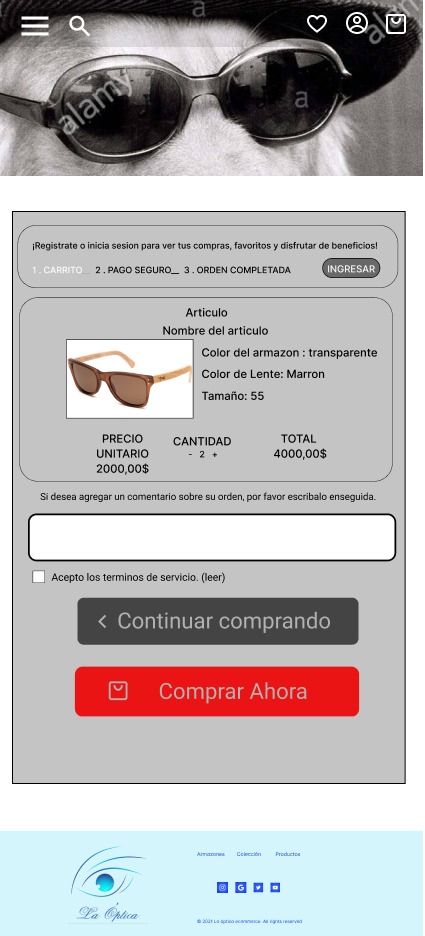 a
alamy
a
al
¡Registrate o inicia sesion para ver tus compras, favoritos y disfrutar de beneficios!
1 . CARRITO__ 2 . PAGO SEGURO__ 3 . ORDEN COMPLETADA
INGRESAR
Articulo
Nombre del articulo
Color del armazon : transparente
Color de Lente: Marron
Tamaño: 55
PRECIO
UNITARIO
2000,00$
CANTIDAD
- 2 +
TOTAL
4000,00$
Si desea agregar un comentario sobre su orden, por favor escribalo enseguida.
Acepto los terminos de servicio. (leer)
Continuar comprando
Comprar Ahora
La Óptica
Armazones Colección Productos
© 2021 La óptica ecommerce. All rights reserved